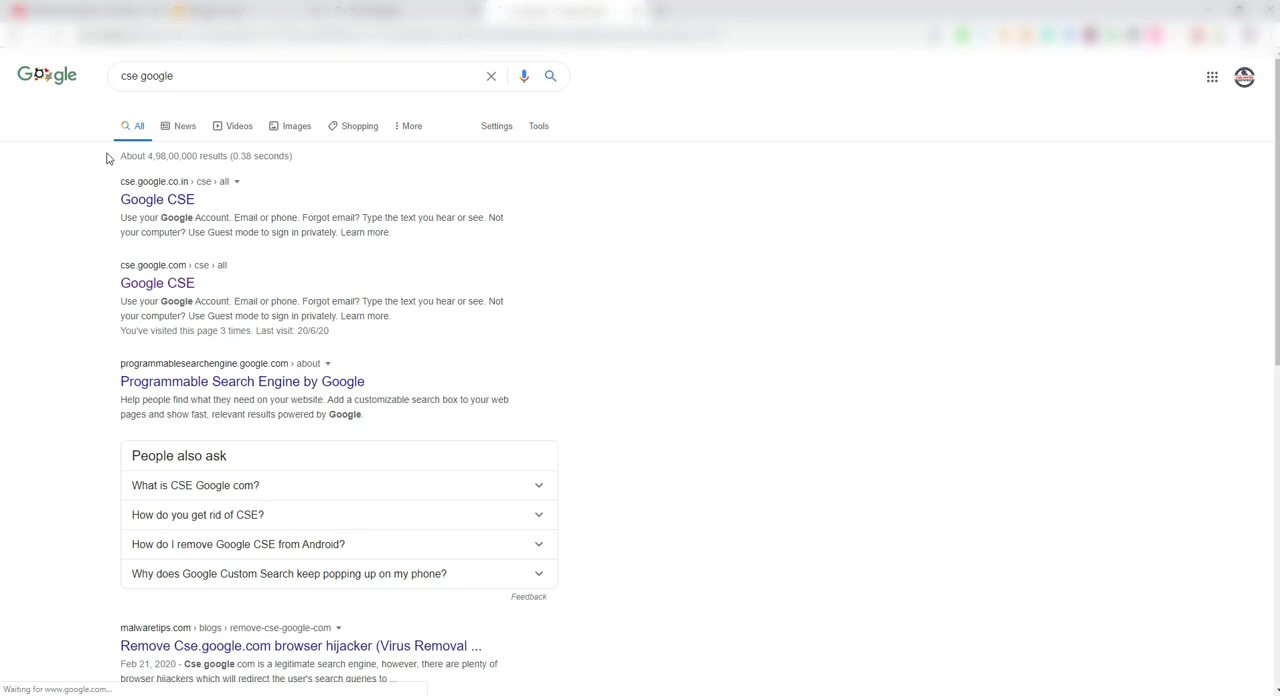 Google
cse google
All News Videos Images Shopping More Settings Tools
About 4,98,00,000 results (0.38 seconds)
cse.google.co.in › cse › all
Google CSE
Use your Google Account. Email or phone. Forgot email? Type the text you hear or see. Not
your computer? Use Guest mode to sign in privately. Learn more.
cse.google.com › cse › all
Google CSE
Use your Google Account. Email or phone. Forgot email? Type the text you hear or see. Not
your computer? Use Guest mode to sign in privately. Learn more.
You've visited this page 3 times. Last visit: 20/6/20
programmablesearchengine.google.com › about
Programmable Search Engine by Google
Help people find what they need on your website. Add a customizable search box to your web
pages and show fast, relevant results powered by Google.
People also ask
What is CSE Google com?
How do you get rid of CSE?
How do I remove Google CSE from Android?
Why does Google Custom Search keep popping up on my phone?
Feedback
malwaretips.com › blogs › remove-cse-google-com
Remove Cse.google.com browser hijacker (Virus Removal ...
Feb 21, 2020 - Cse.google.com is a legitimate search engine, however, there are plenty of
browser hijackers which will redirect the user's search queries to ...
Waiting for www.google.com...